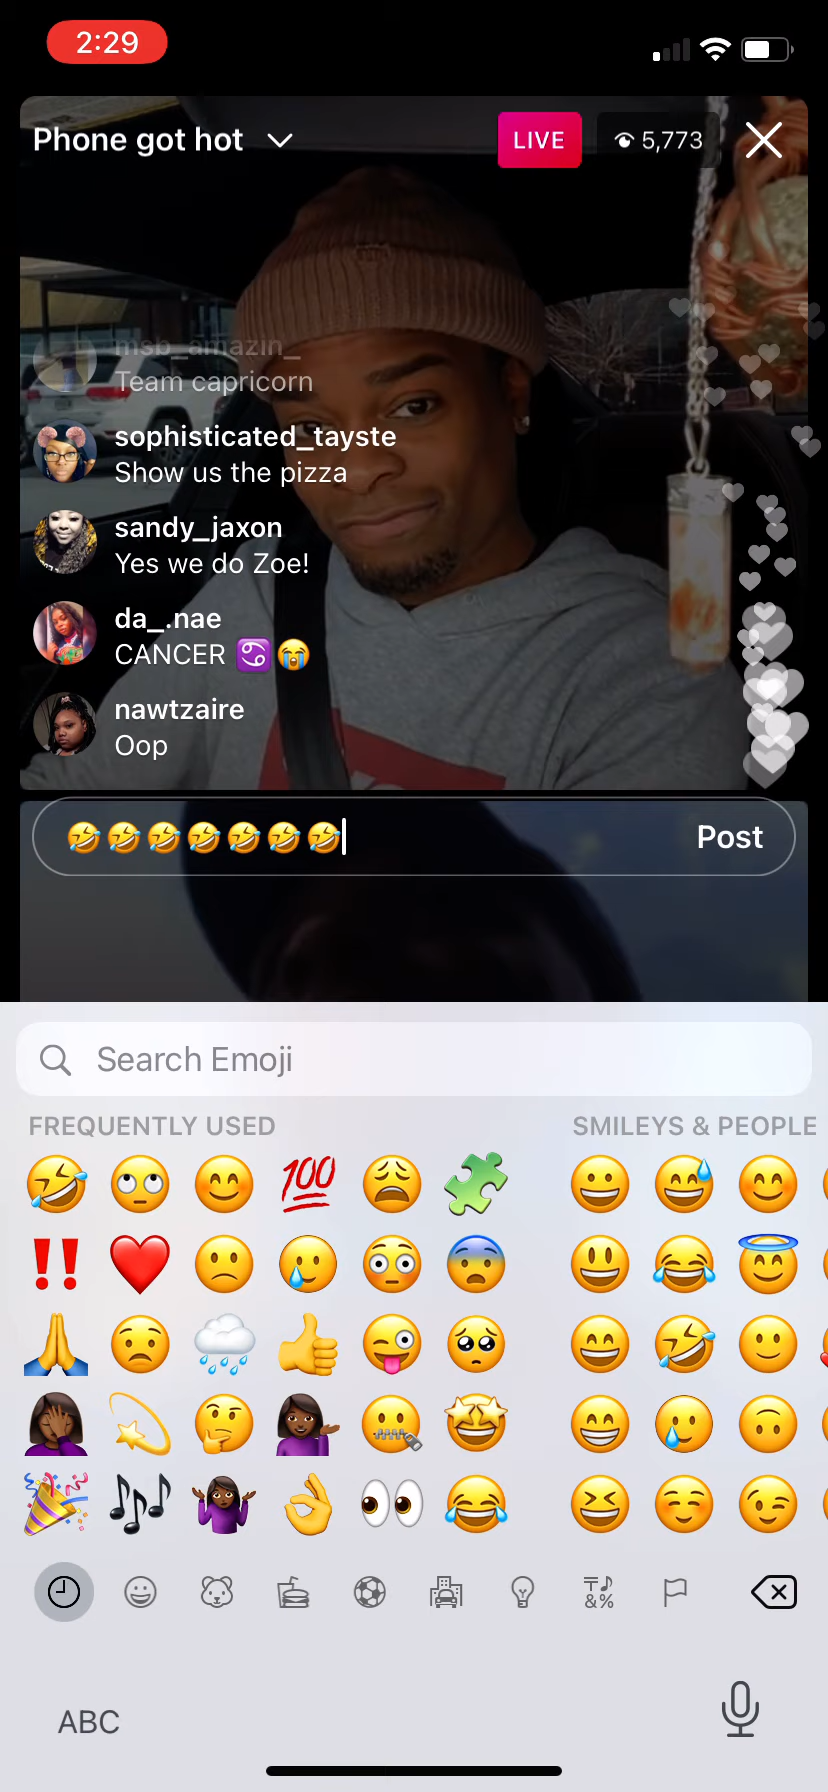 2:29
Phone got hot
LIVE
5,773
msb_amazin_
Team capricorn
sophisticated_tayste
Show us the pizza
sandy_jaxon
Yes we do Zoe!
da_.nae
CANCER ♋😭
nawtzaire
Oop
🤣🤣🤣🤣🤣🤣🤣
Post
Search Emoji
FREQUENTLY USED
SMILEYS & PEOPLE
ABC